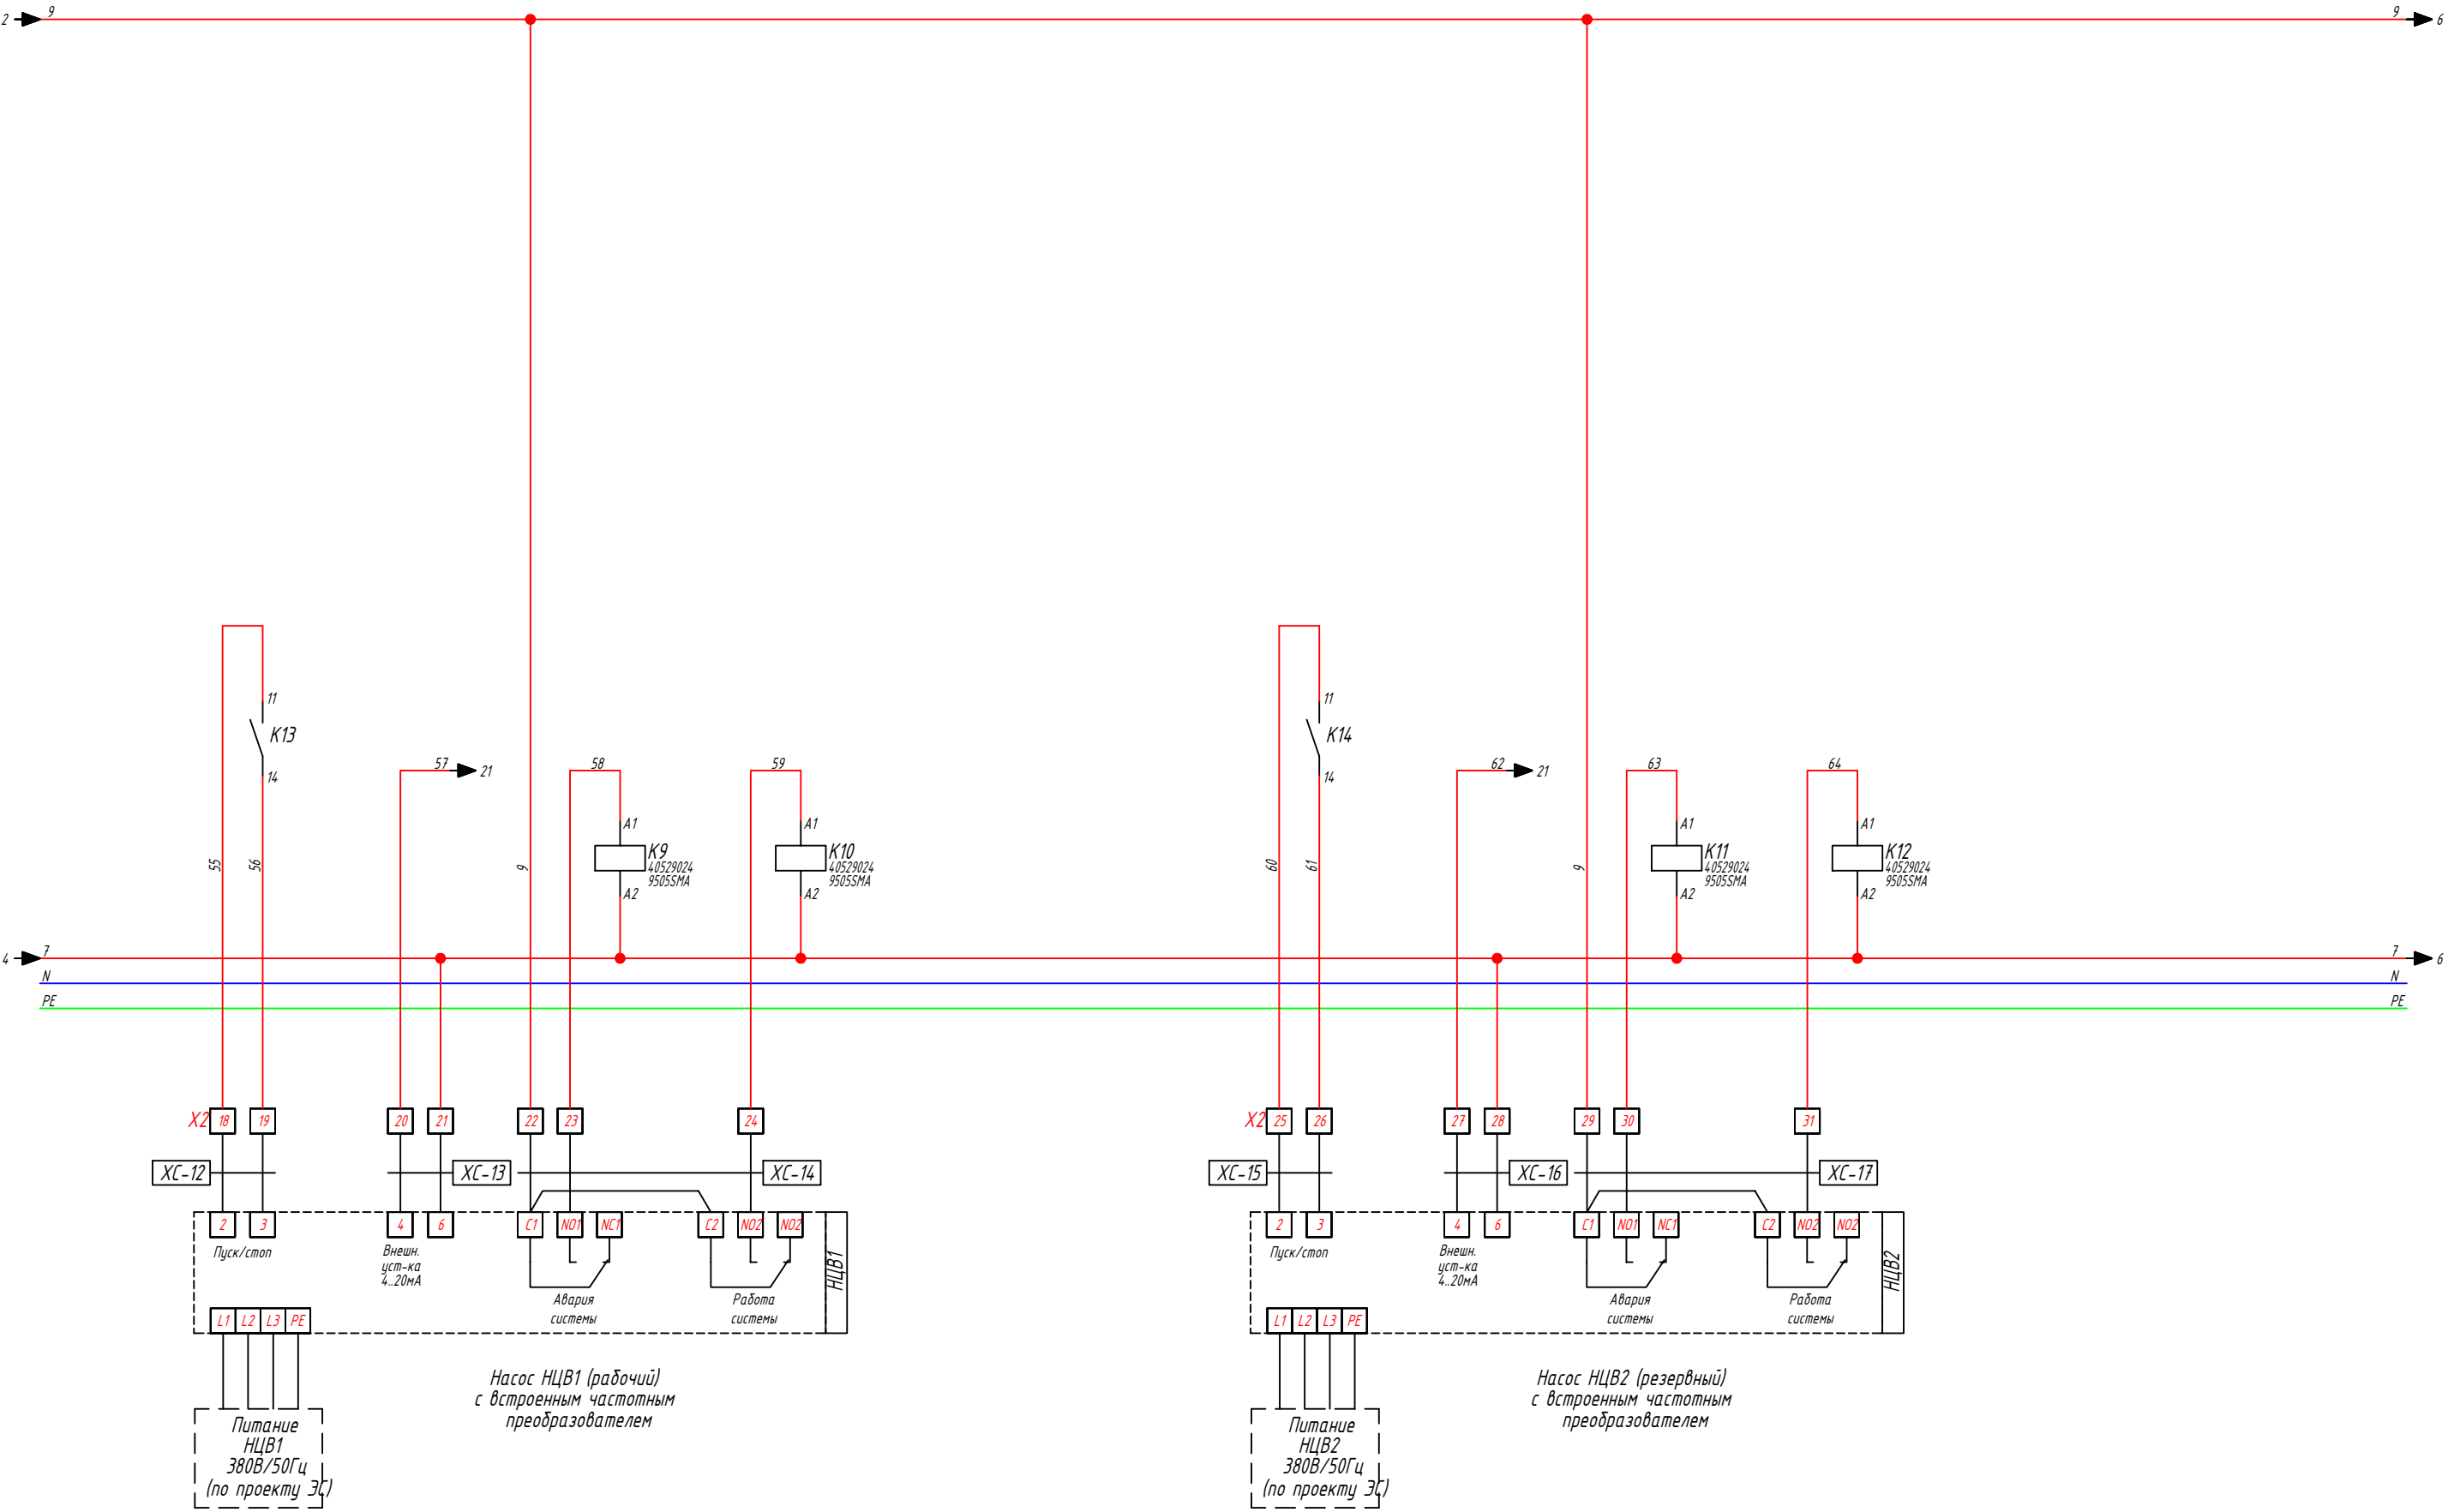 2 9 9 6
11 11
K13 K14
14 14
57 21 58 59 62 21 63 64
A1 A1 A1 A1
55 56 9 K9 K10 60 61 9 K11 K12
40529024 40529024 40529024 40529024
9505SMA 9505SMA 9505SMA 9505SMA
A2 A2 A2 A2
4 7 7 6
N N
PE PE
X2 18 19 20 21 22 23 24 X2 25 26 27 28 29 30 31
XC-12 XC-13 XC-14 XC-15 XC-16 XC-17
2 3 4 6 C1 NO1 NC1 C2 NO2 NO2 НЦВ1 2 3 4 6 C1 NO1 NC1 C2 NO2 NO2 НЦВ2
Пуск/стоп Внешн. Пуск/стоп Внешн.
уст-ка уст-ка
4..20мА 4..20мА
Авария Работа Авария Работа
системы системы системы системы
L1 L2 L3 PE L1 L2 L3 PE
Насос НЦВ1 (рабочий)
с встроенным частотным
преобразователем
Насос НЦВ2 (резервный)
с встроенным частотным
преобразователем
Питание
НЦВ1
380В/50Гц
(по проекту ЭС)
Питание
НЦВ2
380В/50Гц
(по проекту ЭС)